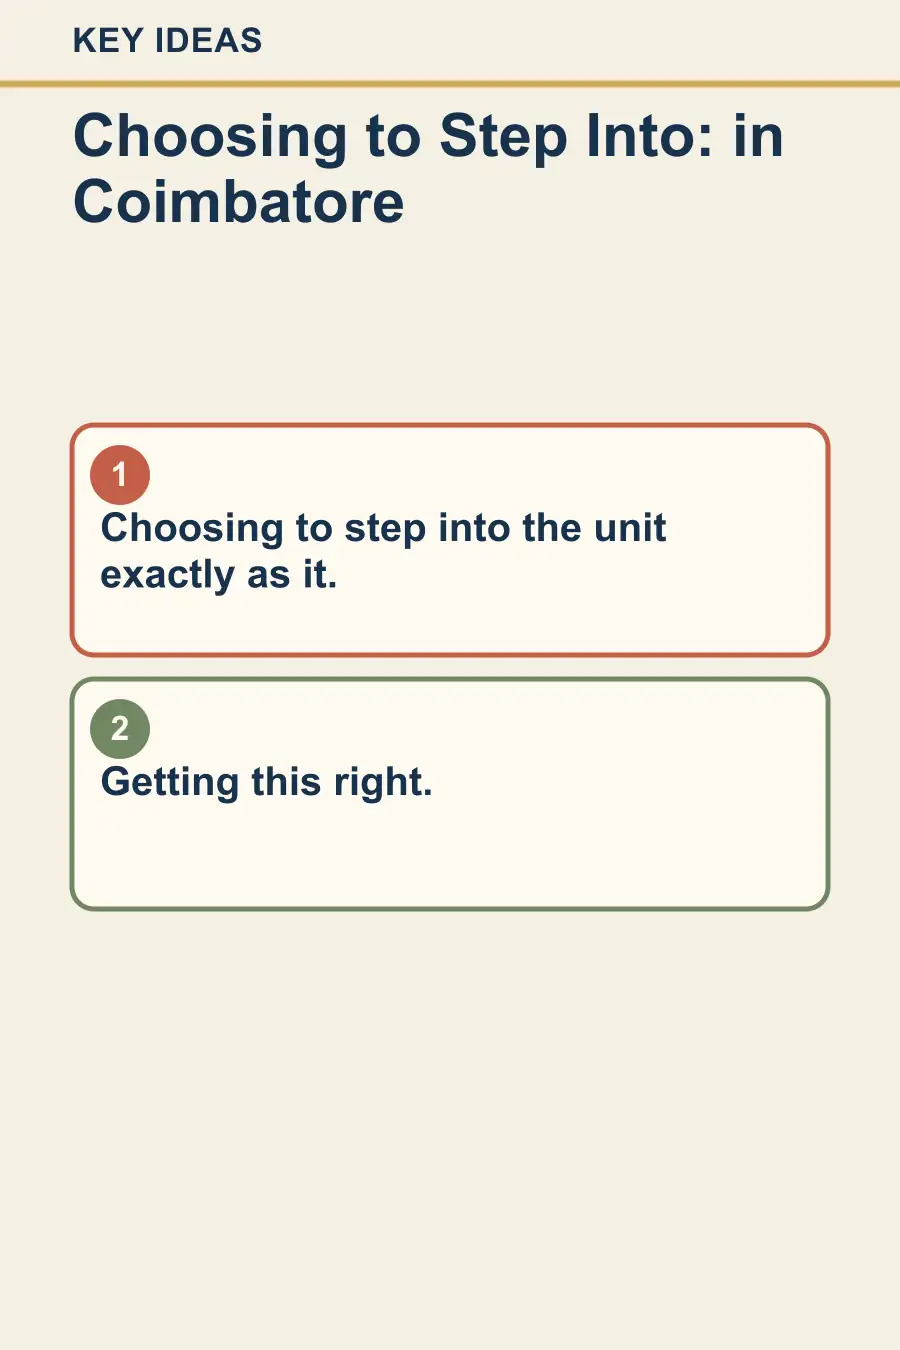 KEY IDEAS
Choosing to Step Into: in
Coimbatore
1
Choosing to step into the unit
exactly as it.
2
Getting this right.